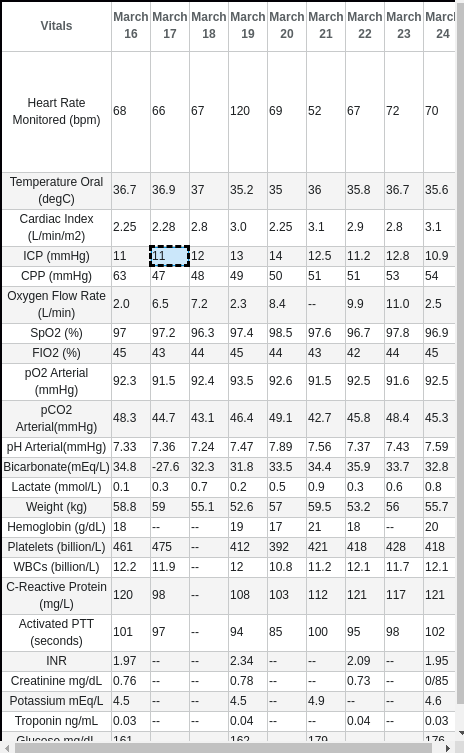 Vitals March 16 March 17 March 18 March 19 March 20 March 21 March 22 March 23 March 24
Heart Rate Monitored (bpm) 68 66 67 120 69 52 67 72 70
Temperature Oral (degC) 36.7 36.9 37 35.2 35 36 35.8 36.7 35.6
Cardiac Index (L/min/m2) 2.25 2.28 2.8 3.0 2.25 3.1 2.9 2.8 3.1
ICP (mmHg) 11 11 12 13 14 12.5 11.2 12.8 10.9
CPP (mmHg) 63 47 48 49 50 51 51 53 54
Oxygen Flow Rate (L/min) 2.0 6.5 7.2 2.3 8.4 -- 9.9 11.0 2.5
SpO2 (%) 97 97.2 96.3 97.4 98.5 97.6 96.7 97.8 96.9
FIO2 (%) 45 43 44 45 44 43 42 44 45
pO2 Arterial (mmHg) 92.3 91.5 92.4 93.5 92.6 91.5 92.5 91.6 92.5
pCO2 Arterial(mmHg) 48.3 44.7 43.1 46.4 49.1 42.7 45.8 48.4 45.3
pH Arterial(mmHg) 7.33 7.36 7.24 7.47 7.89 7.56 7.37 7.43 7.59
Bicarbonate(mEq/L) 34.8 -27.6 32.3 31.8 33.5 34.4 35.9 33.7 32.8
Lactate (mmol/L) 0.1 0.3 0.7 0.2 0.5 0.9 0.3 0.6 0.8
Weight (kg) 58.8 59 55.1 52.6 57 59.5 53.2 56 55.7
Hemoglobin (g/dL) 18 -- -- 19 17 21 18 -- 20
Platelets (billion/L) 461 475 -- 412 392 421 418 428 418
WBCs (billion/L) 12.2 11.9 -- 12 10.8 11.2 12.1 11.7 12.1
C-Reactive Protein (mg/L) 120 98 -- 108 103 112 121 117 121
Activated PTT (seconds) 101 97 -- 94 85 100 95 98 102
INR 1.97 -- -- 2.34 -- -- 2.09 -- 1.95
Creatinine mg/dL 0.76 -- -- 0.78 -- -- 0.73 -- 0/85
Potassium mEq/L 4.5 -- -- 4.5 -- 4.9 -- -- 4.6
Troponin ng/mL 0.03 -- -- 0.04 -- -- 0.04 -- 0.03
Glucose mg/dL 161 -- -- 162 -- 179 -- -- 176